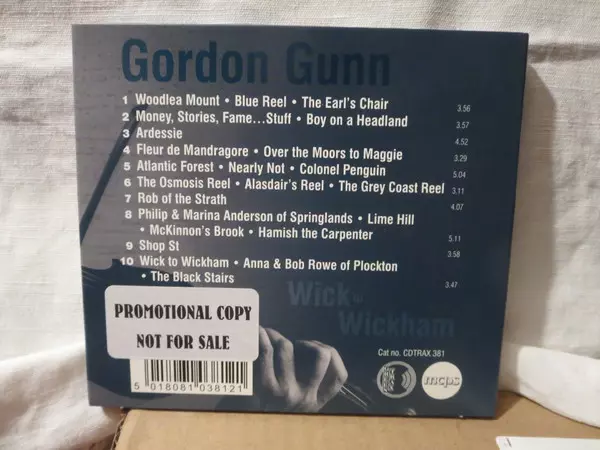 Gordon Gunn
1 Woodlea Mount • Blue Reel • The Earl's Chair 3.56
2 Money, Stories, Fame...Stuff • Boy on a Headland 3.57
3 Ardessie 4.52
4 Fleur de Mandragore • Over the Moors to Maggie 3.29
5 Atlantic Forest • Nearly Not • Colonel Penguin 5.04
6 The Osmosis Reel • Alasdair's Reel • The Grey Coast Reel 3.11
7 Rob of the Strath 4.07
8 Philip & Marina Anderson of Springlands • Lime Hill
• McKinnon's Brook • Hamish the Carpenter 5.11
9 Shop St 3.58
10 Wick to Wickham • Anna & Bob Rowe of Plockton
• The Black Stairs 3.47
PROMOTIONAL COPY
NOT FOR SALE
Wick to
Wickham
Cat no. CDTRAX 381
mcps
5 018081 038121